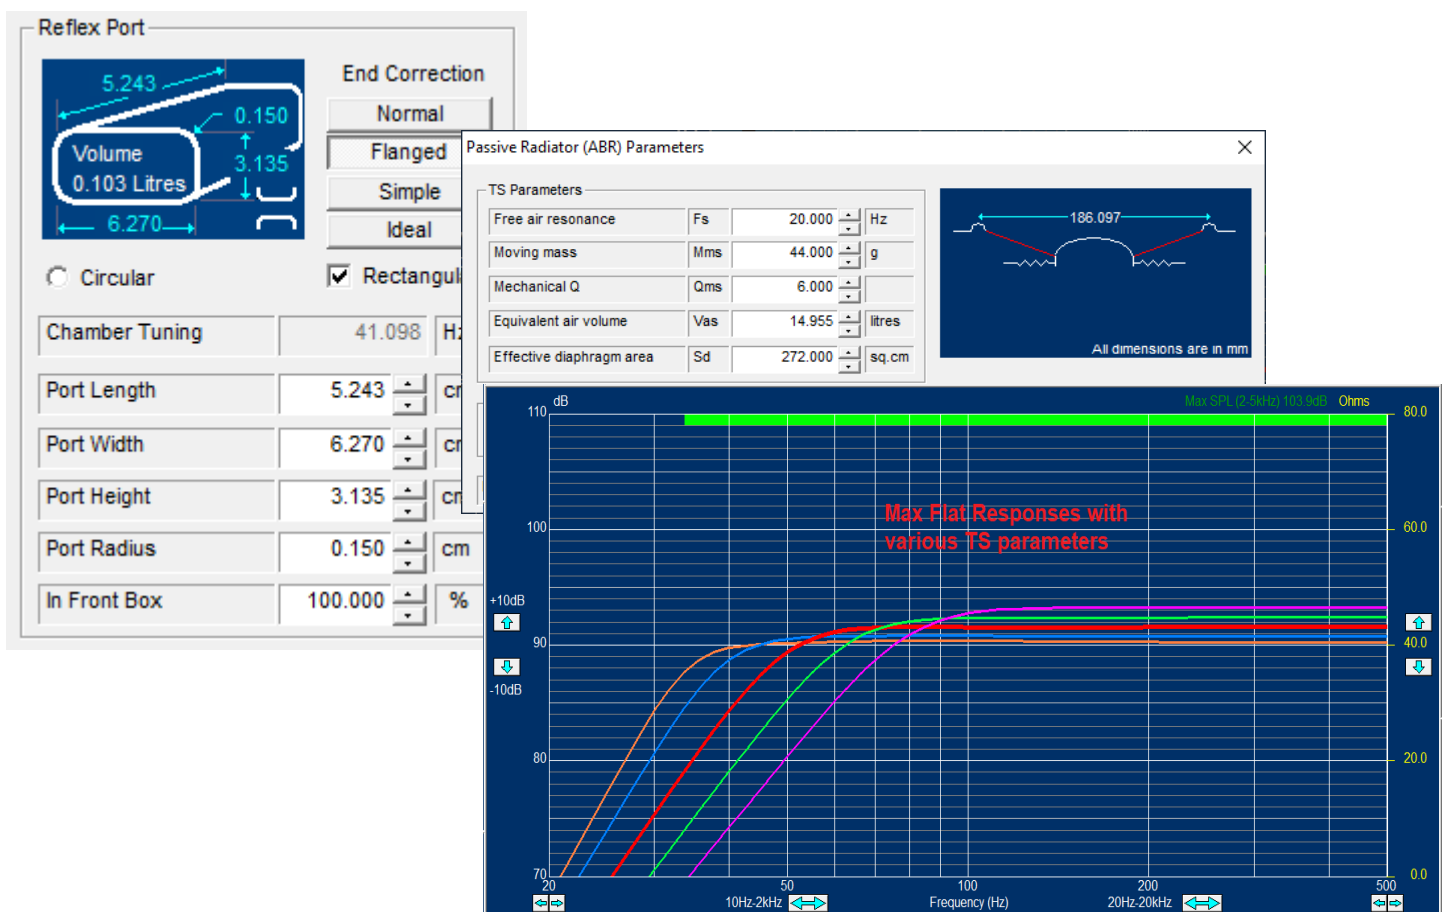 Reflex Port
5.243
0.150
Volume
0.103 Litres
3.135
6.270
End Correction
Normal
Flanged
Simple
Ideal
Circular
Rectangul
Chamber Tuning 41.098 Hz
Port Length 5.243 cm
Port Width 6.270 cm
Port Height 3.135 cm
Port Radius 0.150 cm
In Front Box 100.000 %
Passive Radiator (ABR) Parameters
TS Parameters
Free air resonance Fs 20.000 Hz
Moving mass Mms 44.000 g
Mechanical Q Qms 6.000
Equivalent air volume Vas 14.955 litres
Effective diaphragm area Sd 272.000 sq.cm
186.097
All dimensions are in mm
dB
Max SPL (2-5kHz) 103.9dB Ohms
110 80.0
Max Flat Responses with
various TS parameters
100 60.0
+10dB
90 40.0
-10dB
80 20.0
70 0.0
20 50 100 200 500
10Hz-2kHz Frequency (Hz) 20Hz-20kHz